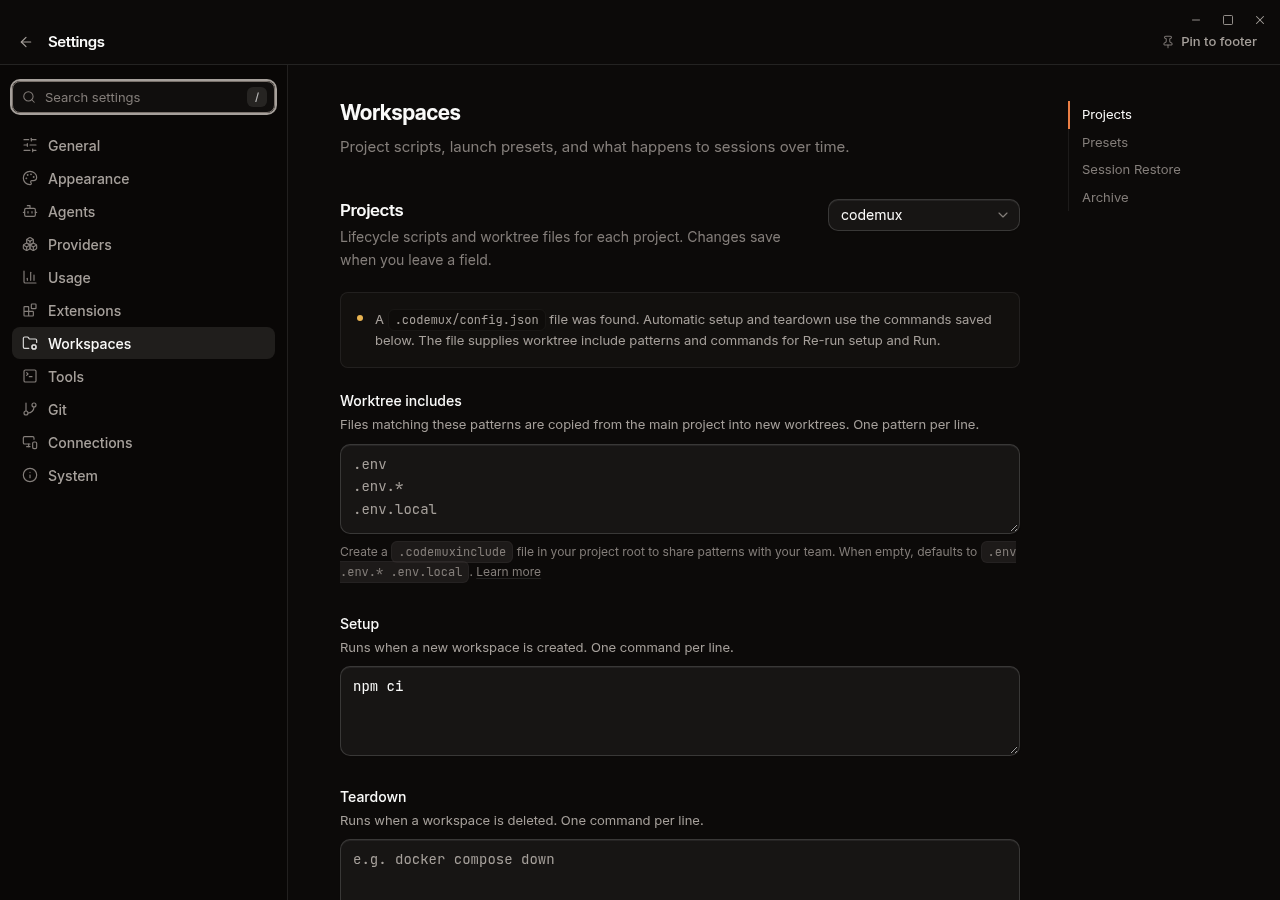 Settings
Pin to footer
Search settings /
General
Appearance
Agents
Providers
Usage
Extensions
Workspaces
Tools
Git
Connections
System
Workspaces
Project scripts, launch presets, and what happens to sessions over time.
Projects
codemux
Lifecycle scripts and worktree files for each project. Changes save
when you leave a field.
A .codemux/config.json file was found. Automatic setup and teardown use the commands saved
below. The file supplies worktree include patterns and commands for Re-run setup and Run.
Worktree includes
Files matching these patterns are copied from the main project into new worktrees. One pattern per line.
.env
.env.*
.env.local
Create a .codemuxinclude file in your project root to share patterns with your team. When empty, defaults to .env
.env.* .env.local. Learn more
Setup
Runs when a new workspace is created. One command per line.
npm ci
Teardown
Runs when a workspace is deleted. One command per line.
e.g. docker compose down
Projects
Presets
Session Restore
Archive